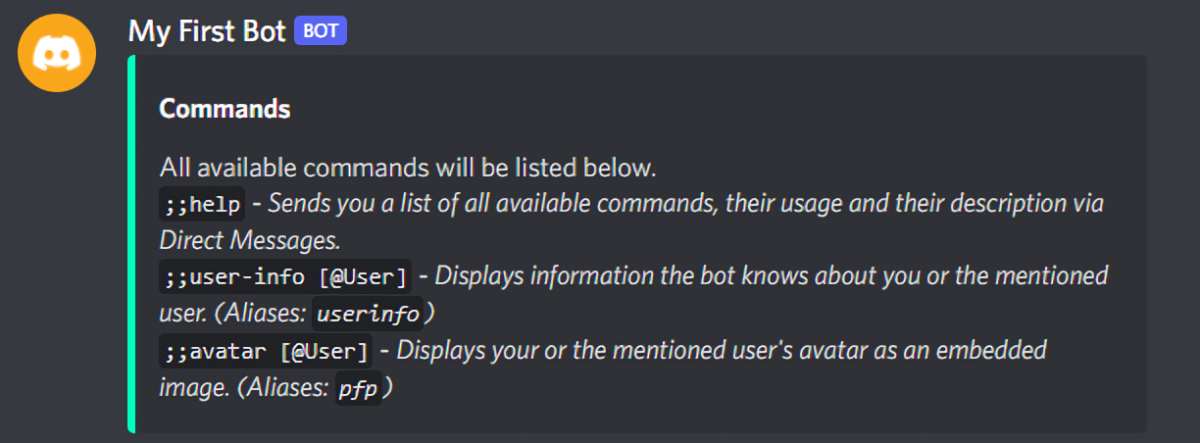 My First Bot BOT
Commands
All available commands will be listed below.
;;help - Sends you a list of all available commands, their usage and their description via
Direct Messages.
;;user-info [@User] - Displays information the bot knows about you or the mentioned
user. (Aliases: userinfo)
;;avatar [@User] - Displays your or the mentioned user's avatar as an embedded
image. (Aliases: pfp)